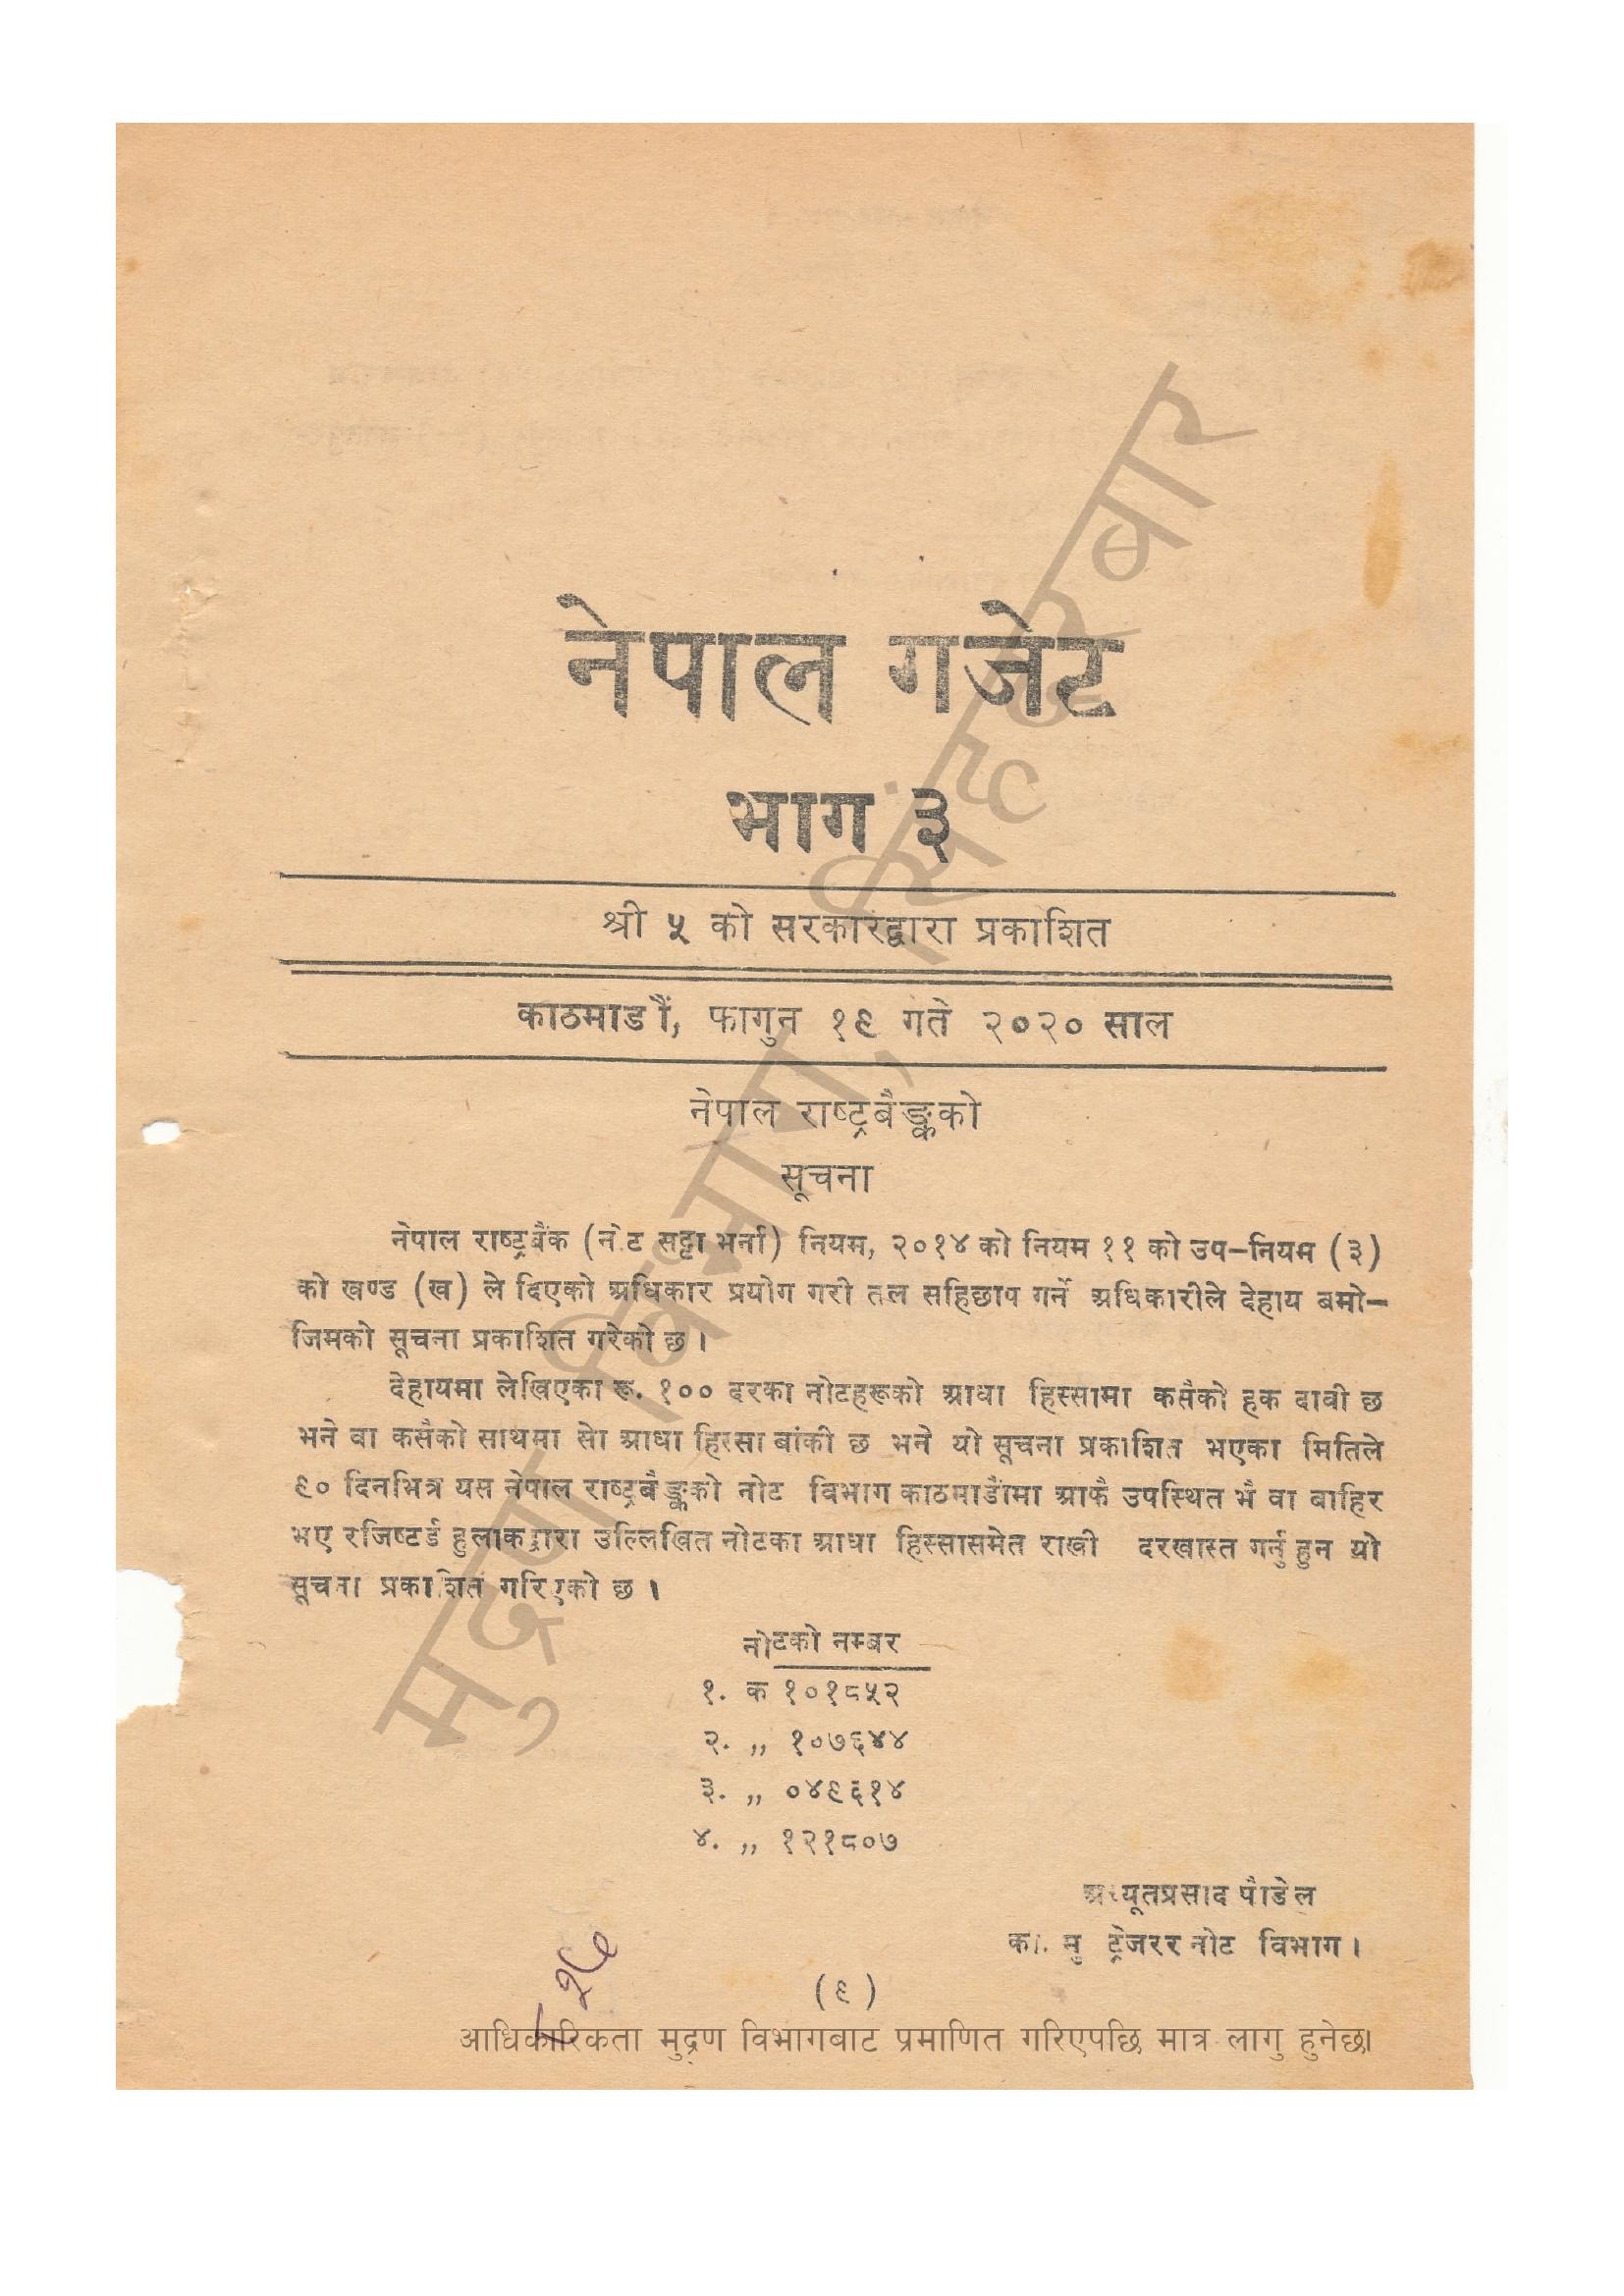 नेपाल गजेट
भाग ३
श्री ५ को सरकारद्वारा प्रकाशित
काठमाडौं, फागुन १९ गते २०२० साल
नेपाल राष्ट्रबैङ्कको
सूचना
नेपाल राष्ट्रबैंक (नोट सट्टा भर्ना) नियम, २०१४ को नियम ११ को उप-नियम (३)
को खण्ड (ख) ले दिएको अधिकार प्रयोग गरी तल सहिछाप गर्ने अधिकारीले देहाय बमो-
जिमको सूचना प्रकाशित गरेको छ ।
देहायमा लेखिएका रू. १०० दरका नोटहरूको आधा हिस्सामा कसैको हक दावी छ
भने वा कसैको साथमा सो आधा हिस्सा बांकी छ भने यो सूचना प्रकाशित भएका मितिले
९० दिनभित्र यस नेपाल राष्ट्रबैङ्कको नोट विभाग काठमाडौंमा आफै उपस्थित भै वा बाहिर
भए रजिष्टर्ड हुलाकद्वारा उल्लिखित नोटका आधा हिस्सासमेत राखी दरखास्त गर्नु हुन यो
सूचना प्रकाशित गरिएको छ ।
नोटको नम्बर
१. क १०१८५२
२. ,, १०७६४४
३. ,, ०४९६१४
४. ,, १२१८०७
अच्यूतप्रसाद पौडेल
का. मु ट्रेजरर नोट विभाग ।
(९)
आधिकारिकता मुद्रण विभागबाट प्रमाणित गरिएपछि मात्र लागु हुनेछ।
मुद्रण विभाग, सिंहदरबार